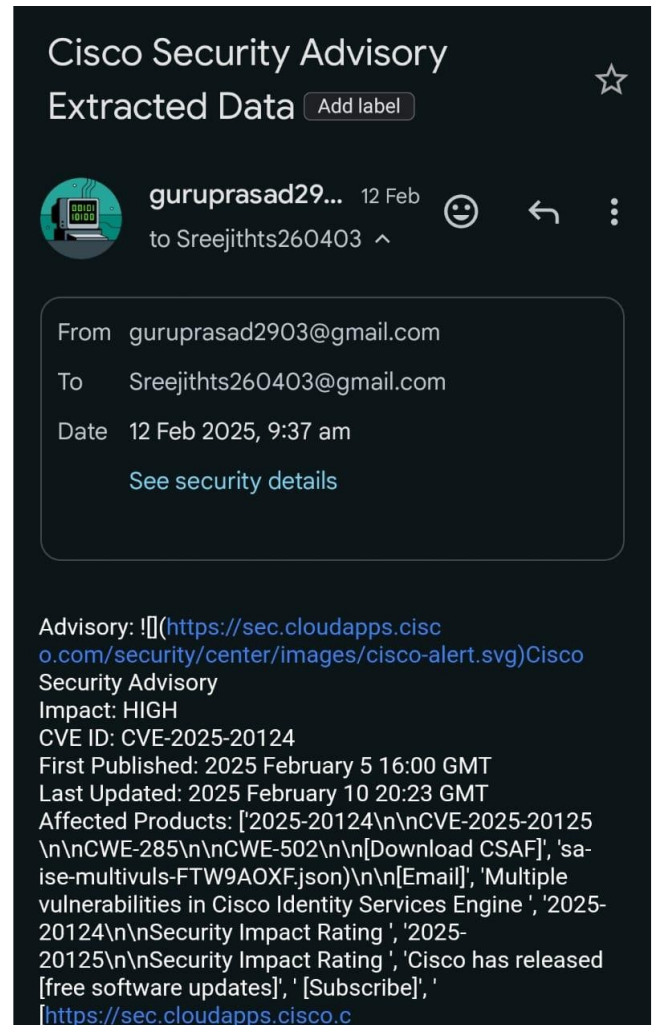 Cisco Security Advisory
Extracted Data Add label
guruprasad29... 12 Feb
to Sreejithts260403
From guruprasad2903@gmail.com
To Sreejithts260403@gmail.com
Date 12 Feb 2025, 9:37 am
See security details
Advisory: ![](https://sec.cloudapps.cisc
o.com/security/center/images/cisco-alert.svg)Cisco
Security Advisory
Impact: HIGH
CVE ID: CVE-2025-20124
First Published: 2025 February 5 16:00 GMT
Last Updated: 2025 February 10 20:23 GMT
Affected Products: ['2025-20124\n\nCVE-2025-20125
\n\nCWE-285\n\nCWE-502\n\n[Download CSAF]', 'sa-
ise-multivuls-FTW9AOXF.json)\n\n[Email]', 'Multiple
vulnerabilities in Cisco Identity Services Engine ', '2025-
20124\n\nSecurity Impact Rating ', '2025-
20125\n\nSecurity Impact Rating ', 'Cisco has released
[free software updates]', ' [Subscribe]', '
[https://sec.cloudapps.cisco.c